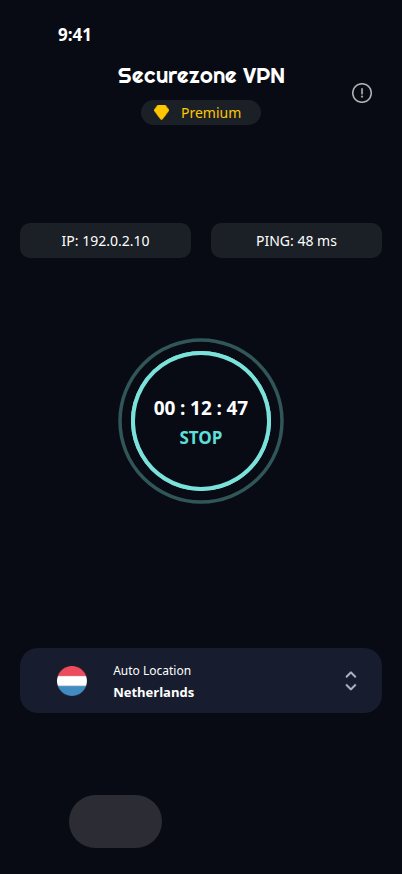 9:41
Securezone VPN
Premium
IP: 192.0.2.10
PING: 48 ms
00 : 12 : 47
STOP
Auto Location
Netherlands